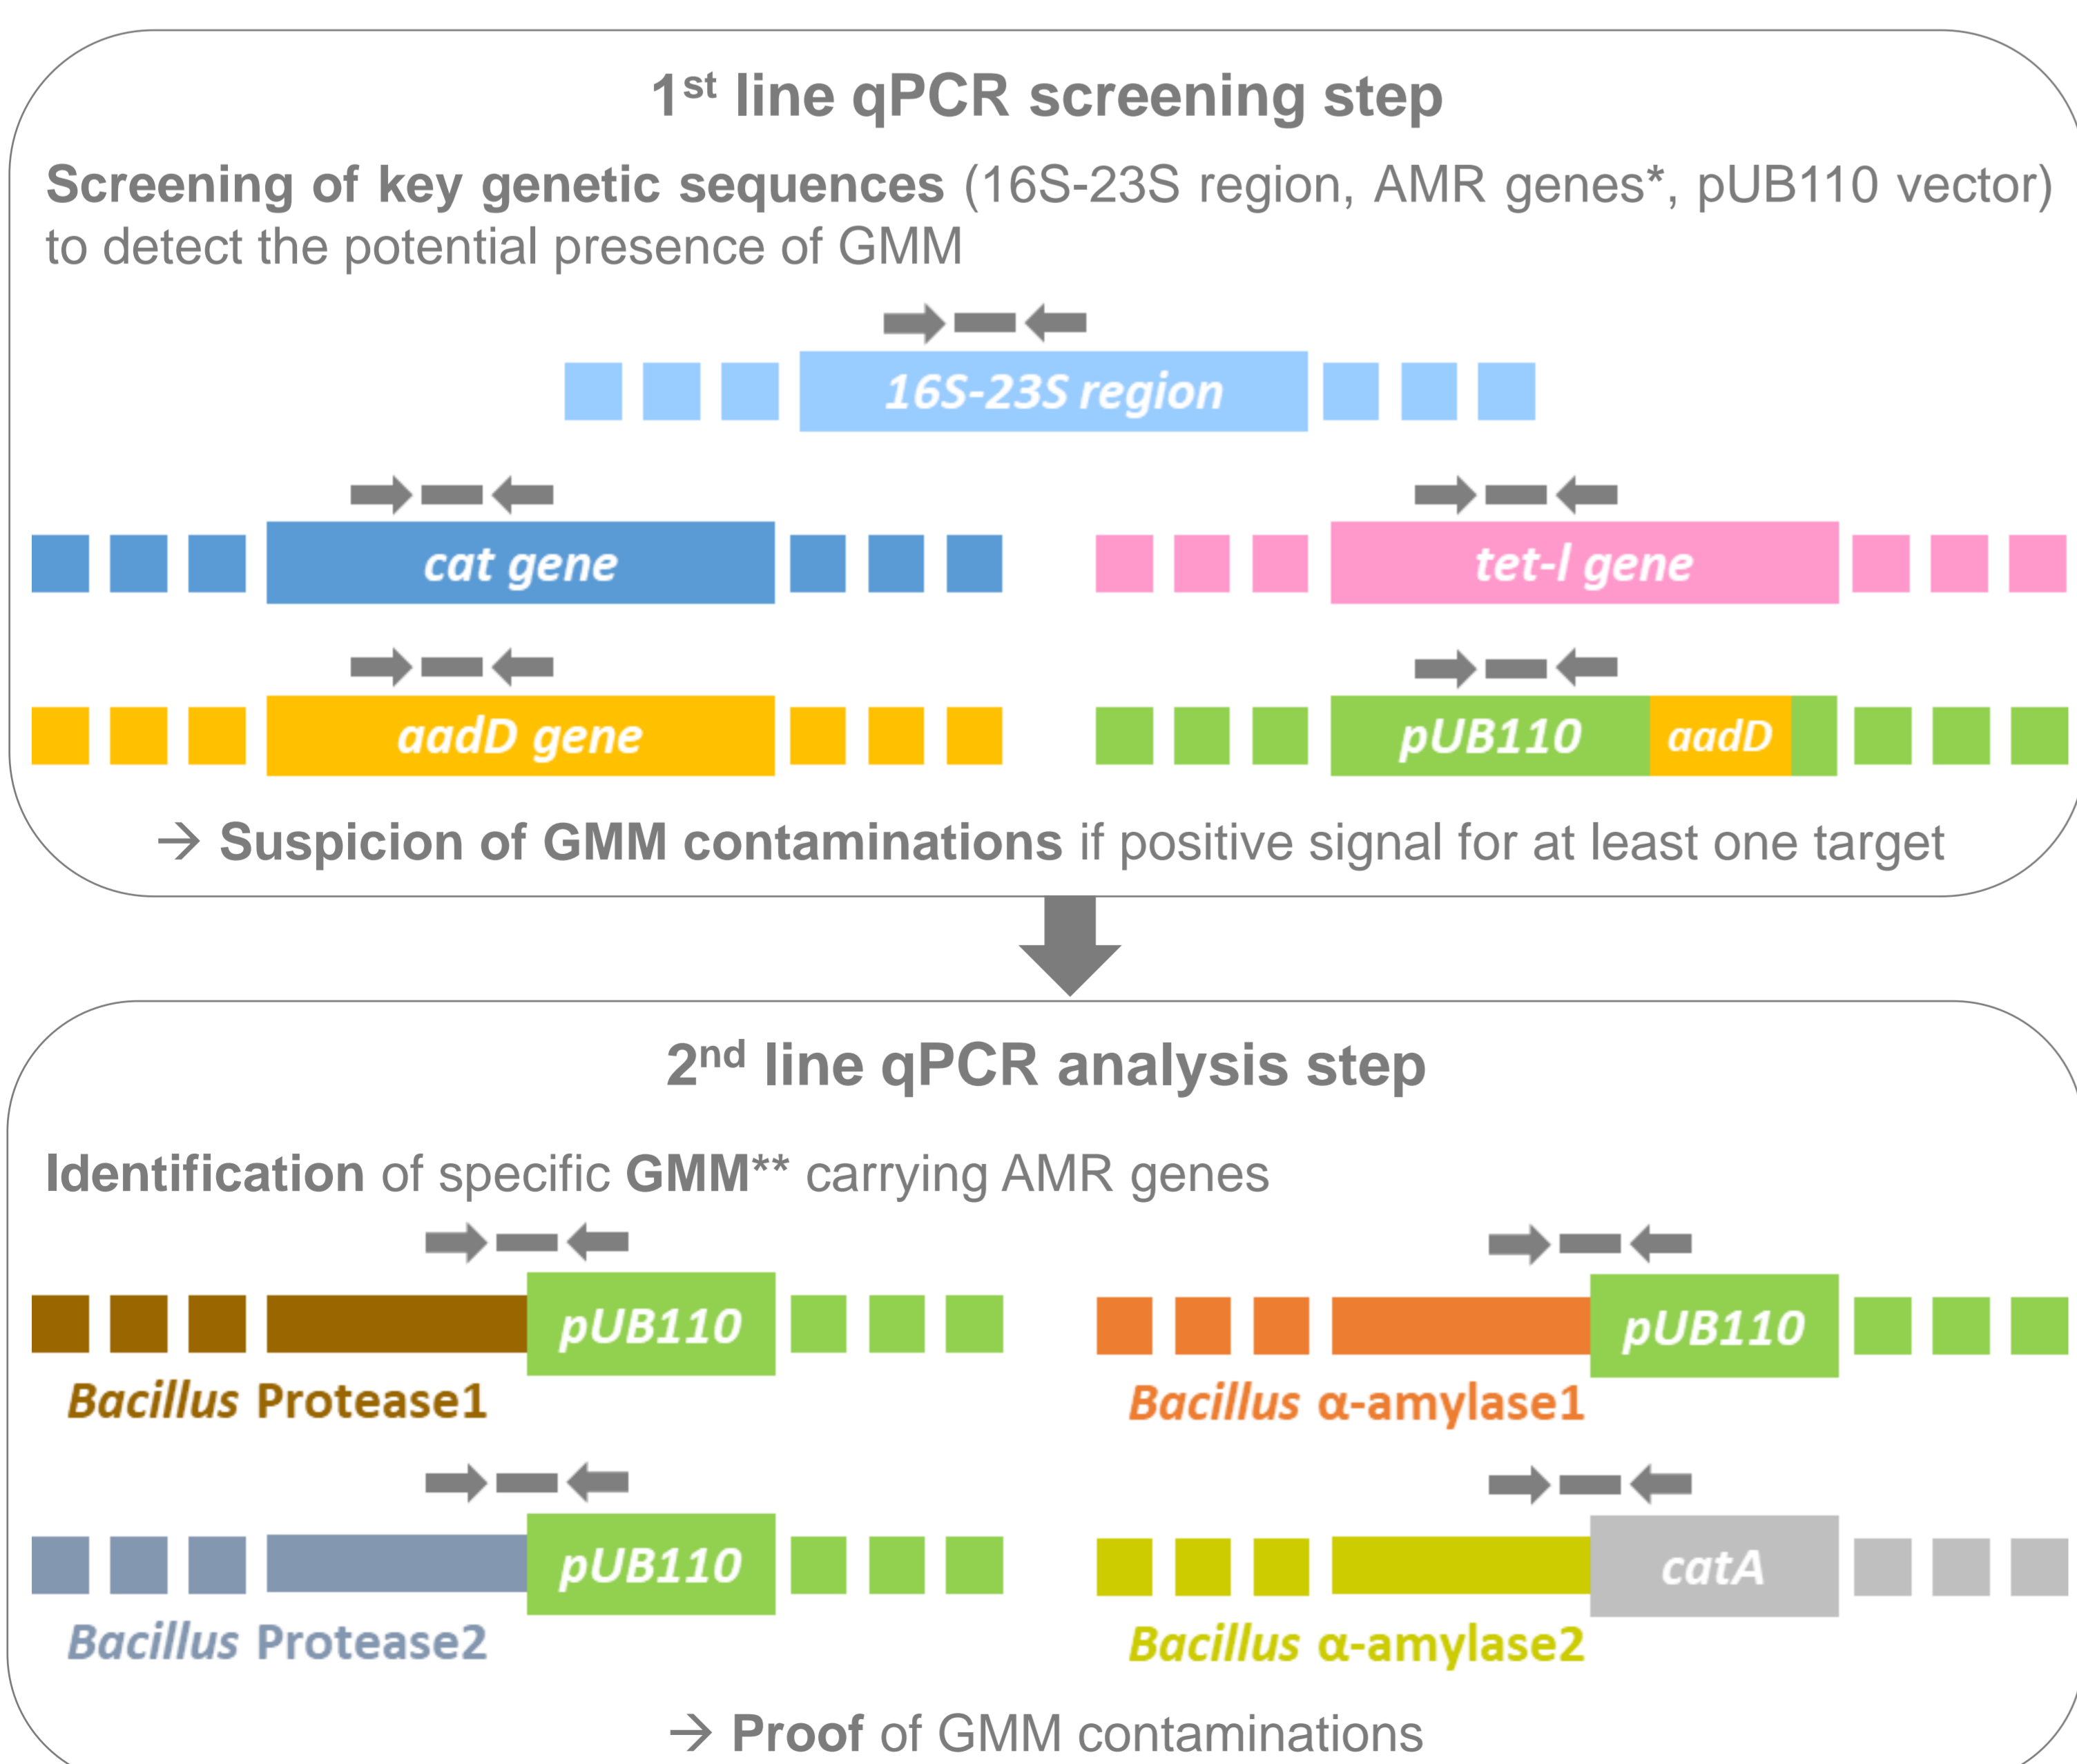 1st line qPCR screening step
Screening of key genetic sequences (16S-23S region, AMR genes*, pUB110 vector)
to detect the potential presence of GMM
16S-23S region
cat gene
tet-l gene
aadD gene
pUB110 aadD
→ Suspicion of GMM contaminations if positive signal for at least one target
2nd line qPCR analysis step
Identification of specific GMM** carrying AMR genes
pUB110
pUB110
Bacillus Protease1
Bacillus α-amylase1
pUB110
catA
Bacillus Protease2
Bacillus α-amylase2
→ Proof of GMM contaminations